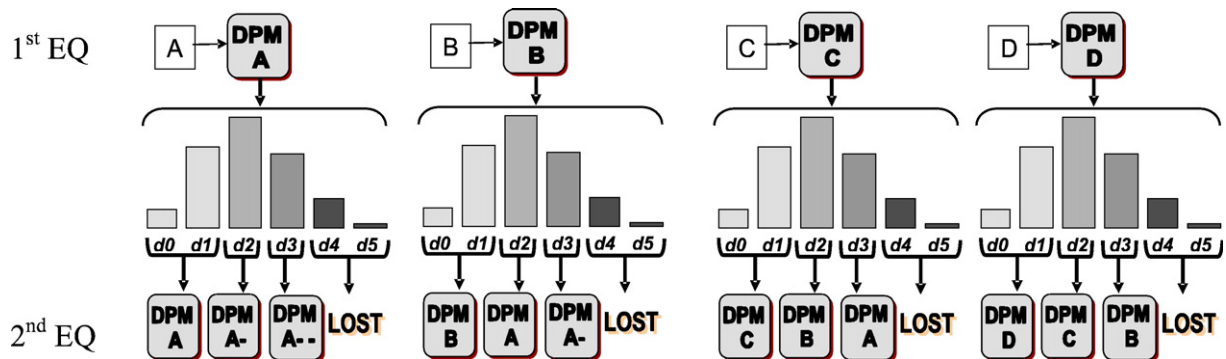 1st EQ
A
DPM
A
B
DPM
B
C
DPM
C
D
DPM
D
d0 d1 d2 d3 d4 d5
d0 d1 d2 d3 d4 d5
d0 d1 d2 d3 d4 d5
d0 d1 d2 d3 d4 d5
2nd EQ
DPM
A
DPM
A-
DPM
A--
LOST
DPM
B
DPM
A
DPM
A-
LOST
DPM
C
DPM
B
DPM
A
LOST
DPM
D
DPM
C
DPM
B
LOST